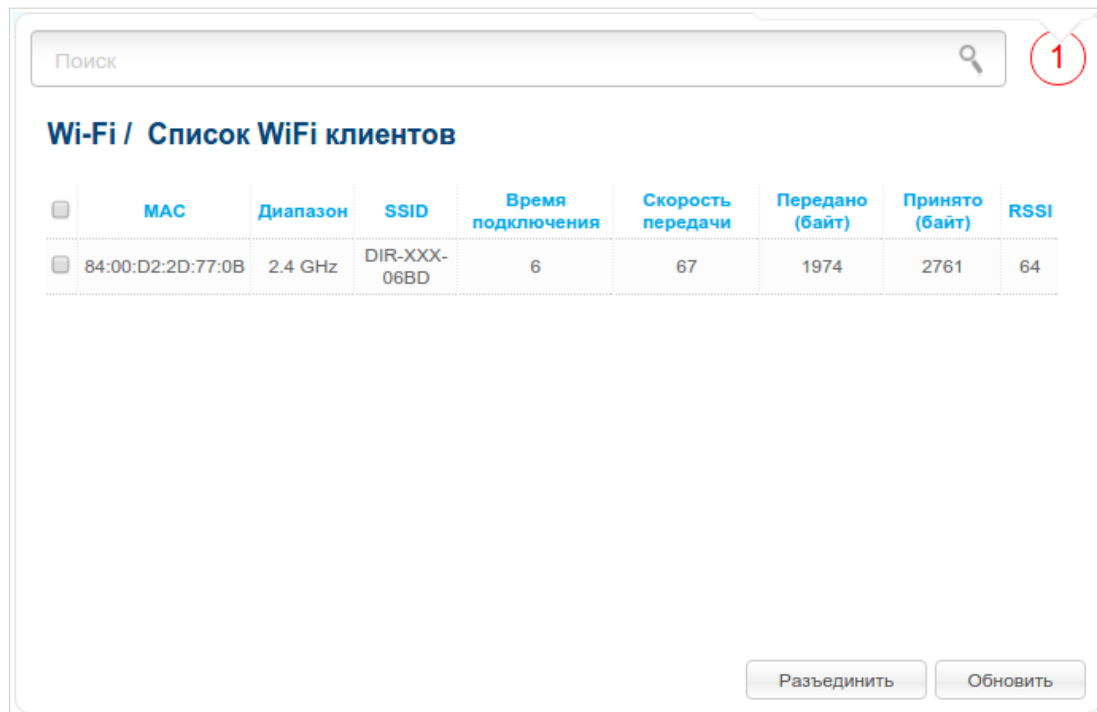 Поиск
1
Wi-Fi / Список WiFi клиентов
MAC Диапазон SSID Время подключения Скорость передачи Передано (байт) Принято (байт) RSSI
84:00:D2:2D:77:0B 2.4 GHz DIR-XXX-06BD 6 67 1974 2761 64
Разъединить Обновить